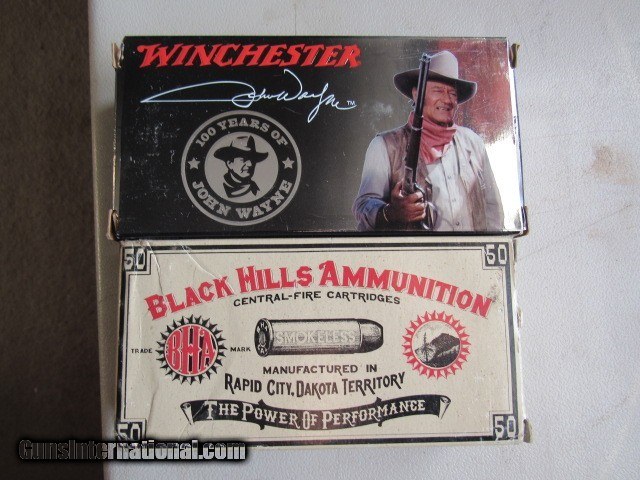 WINCHESTER
John Wayne™
100 YEARS OF
JOHN WAYNE
50 50
BLACK HILLS AMMUNITION
CENTRAL-FIRE CARTRIDGES
SMOKELESS
TRADE BHA MARK
MANUFACTURED IN
RAPID CITY, DAKOTA TERRITORY
THE POWER OF PERFORMANCE
50 50
GunsInternational.com